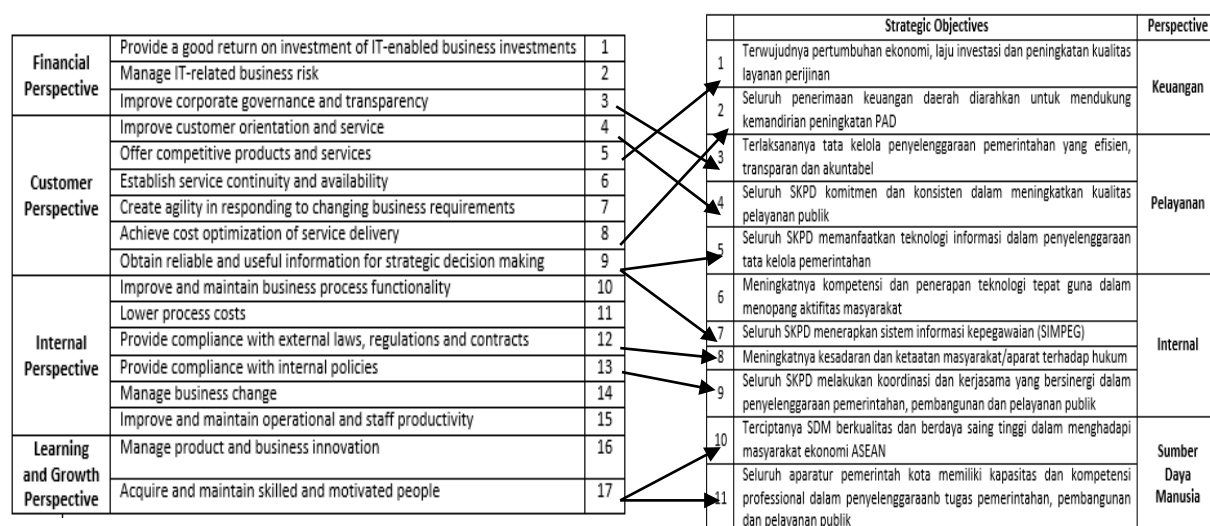 Financial
Perspective
Provide a good return on investment of IT-enabled business investments 1
Manage IT-related business risk 2
Improve corporate governance and transparency 3
Customer
Perspective
Improve customer orientation and service 4
Offer competitive products and services 5
Establish service continuity and availability 6
Create agility in responding to changing business requirements 7
Achieve cost optimization of service delivery 8
Obtain reliable and useful information for strategic decision making 9
Internal
Perspective
Improve and maintain business process functionality 10
Lower process costs 11
Provide compliance with external laws, regulations and contracts 12
Provide compliance with internal policies 13
Manage business change 14
Improve and maintain operational and staff productivity 15
Learning
and Growth
Perspective
Manage product and business innovation 16
Acquire and maintain skilled and motivated people 17
Strategic Objectives Perspective
1 Terwujudnya pertumbuhan ekonomi, laju investasi dan peningkatan kualitas
layanan perijinan
2 Seluruh penerimaan keuangan daerah diarahkan untuk mendukung
kemandirian peningkatan PAD
Keuangan
3 Terlaksananya tata kelola penyelenggaraan pemerintahan yang efisien,
transparan dan akuntabel
4 Seluruh SKPD komitmen dan konsisten dalam meningkatkan kualitas
pelayanan publik
5 Seluruh SKPD memanfaatkan teknologi informasi dalam penyelenggaraan
tata kelola pemerintahan
Pelayanan
6 Meningkatnya kompetensi dan penerapan teknologi tepat guna dalam
menopang aktifitas masyarakat
7 Seluruh SKPD menerapkan sistem informasi kepegawaian (SIMPEG)
8 Meningkatnya kesadaran dan ketaatan masyarakat/aparat terhadap hukum
9 Seluruh SKPD melakukan koordinasi dan kerjasama yang bersinergi dalam
penyelenggaraan pemerintahan, pembangunan dan pelayanan publik
Internal
10 Terciptanya SDM berkualitas dan berdaya saing tinggi dalam menghadapi
masyarakat ekonomi ASEAN
11 Seluruh aparatur pemerintah kota memiliki kapasitas dan kompetensi
professional dalam penyelenggaraanb tugas pemerintahan, pembangunan
dan pelayanan publik
Sumber
Daya
Manusia